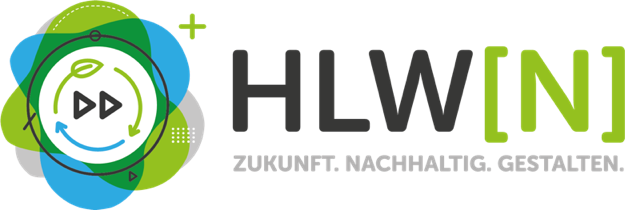 HLW[N]
ZUKUNFT. NACHHALTIG. GESTALTEN.